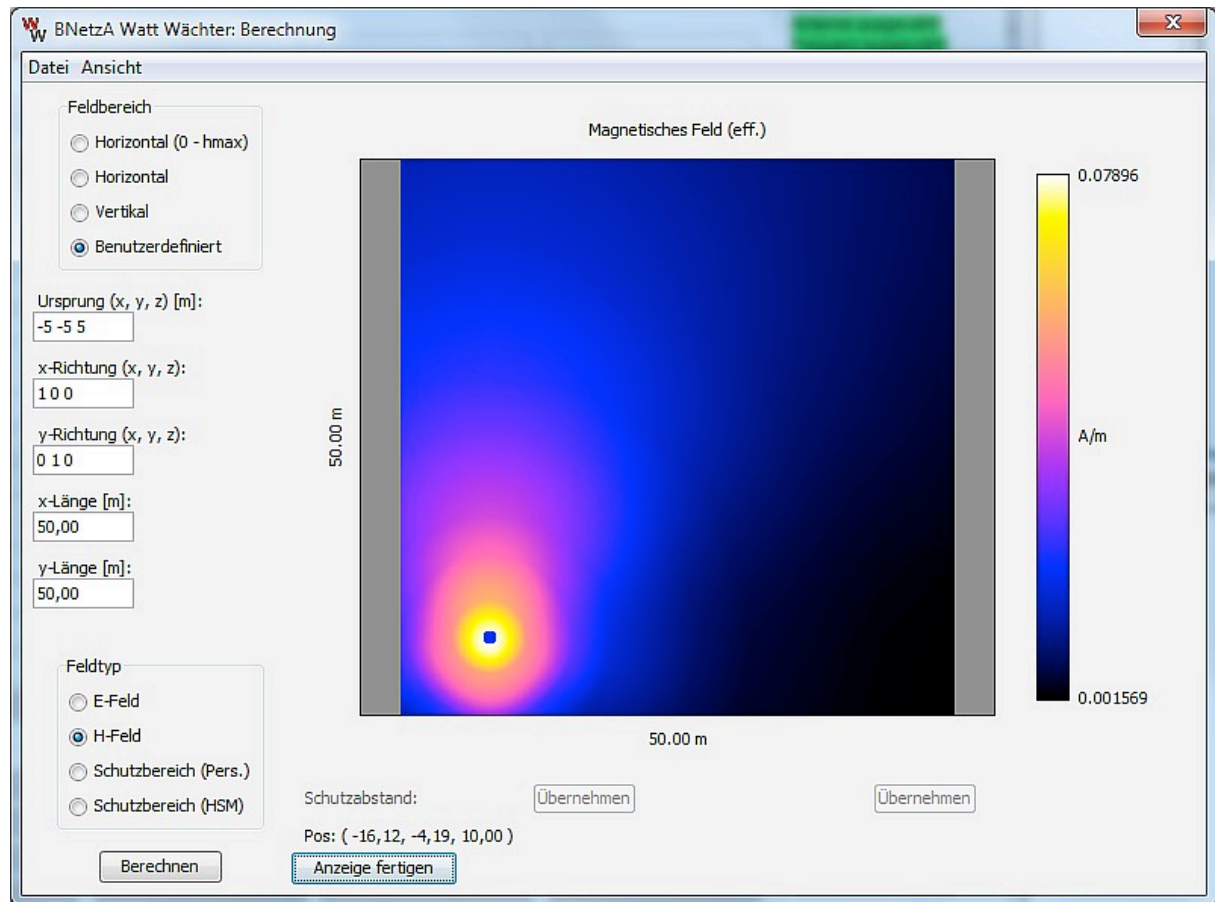 WW BNetzA Watt Wächter: Berechnung
Datei Ansicht
Feldbereich
Horizontal (0 - hmax)
Horizontal
Vertikal
Benutzerdefiniert
Ursprung (x, y, z) [m]:
-5 -5 5
x-Richtung (x, y, z):
1 0 0
y-Richtung (x, y, z):
0 1 0
x-Länge [m]:
50,00
y-Länge [m]:
50,00
Feldtyp
E-Feld
H-Feld
Schutzbereich (Pers.)
Schutzbereich (HSM)
Berechnen
Magnetisches Feld (eff.)
50.00 m
50.00 m
0.07896
A/m
0.001569
Schutzabstand:
Übernehmen
Übernehmen
Pos: ( -16,12, -4,19, 10,00 )
Anzeige fertigen